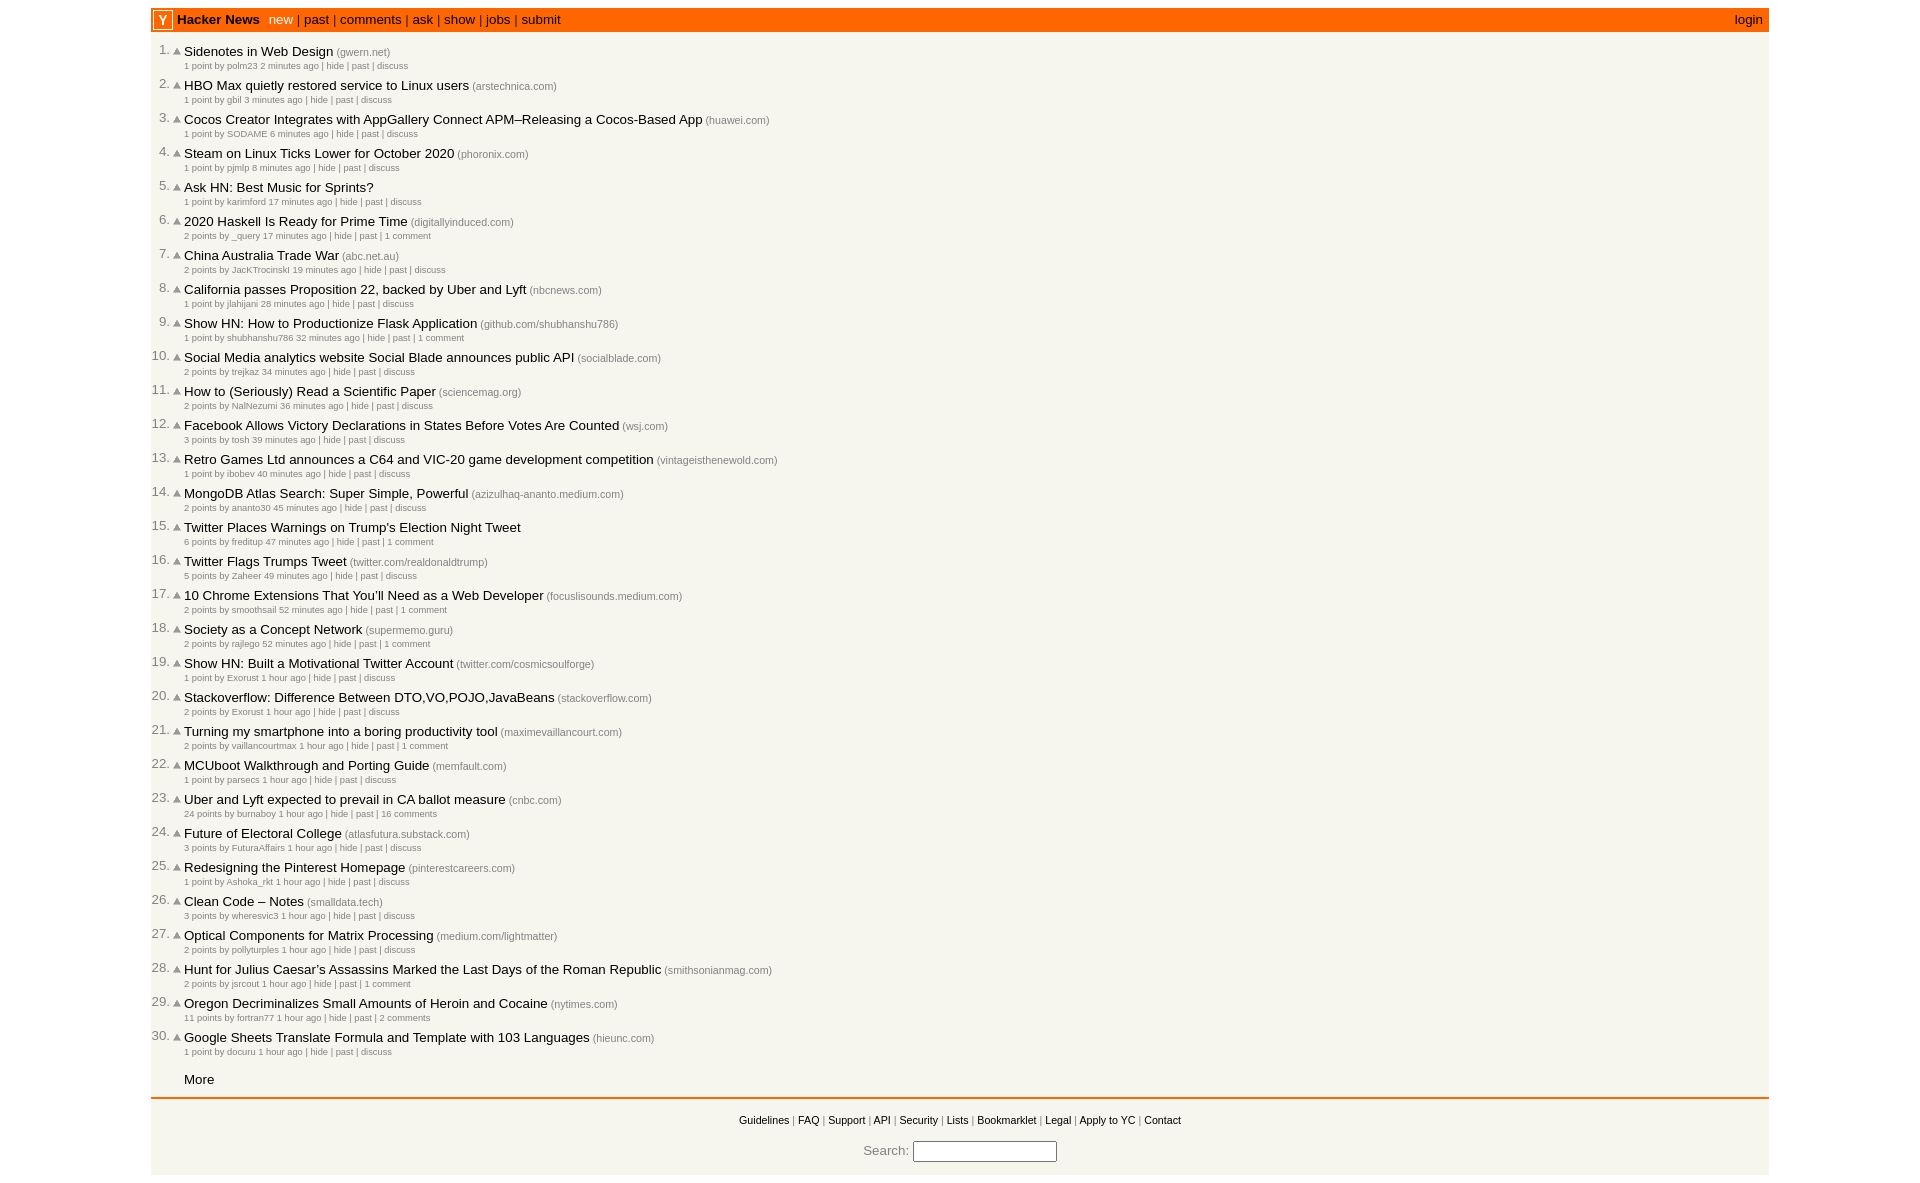 Y Hacker News new | past | comments | ask | show | jobs | submit login
1. Sidenotes in Web Design (gwern.net)
1 point by polm23 2 minutes ago | hide | past | discuss
2. HBO Max quietly restored service to Linux users (arstechnica.com)
1 point by gbil 3 minutes ago | hide | past | discuss
3. Cocos Creator Integrates with AppGallery Connect APM–Releasing a Cocos-Based App (huawei.com)
1 point by SODAME 6 minutes ago | hide | past | discuss
4. Steam on Linux Ticks Lower for October 2020 (phoronix.com)
1 point by pjmlp 8 minutes ago | hide | past | discuss
5. Ask HN: Best Music for Sprints?
1 point by karimford 17 minutes ago | hide | past | discuss
6. 2020 Haskell Is Ready for Prime Time (digitallyinduced.com)
2 points by _query 17 minutes ago | hide | past | 1 comment
7. China Australia Trade War (abc.net.au)
2 points by JacKTrocinskI 19 minutes ago | hide | past | discuss
8. California passes Proposition 22, backed by Uber and Lyft (nbcnews.com)
1 point by jlahijani 28 minutes ago | hide | past | discuss
9. Show HN: How to Productionize Flask Application (github.com/shubhanshu786)
1 point by shubhanshu786 32 minutes ago | hide | past | 1 comment
10. Social Media analytics website Social Blade announces public API (socialblade.com)
2 points by trejkaz 34 minutes ago | hide | past | discuss
11. How to (Seriously) Read a Scientific Paper (sciencemag.org)
2 points by NalNezumi 36 minutes ago | hide | past | discuss
12. Facebook Allows Victory Declarations in States Before Votes Are Counted (wsj.com)
3 points by tosh 39 minutes ago | hide | past | discuss
13. Retro Games Ltd announces a C64 and VIC-20 game development competition (vintageisthenewold.com)
1 point by ibobev 40 minutes ago | hide | past | discuss
14. MongoDB Atlas Search: Super Simple, Powerful (azizulhaq-ananto.medium.com)
2 points by ananto30 45 minutes ago | hide | past | discuss
15. Twitter Places Warnings on Trump's Election Night Tweet
6 points by freditup 47 minutes ago | hide | past | 1 comment
16. Twitter Flags Trumps Tweet (twitter.com/realdonaldtrump)
5 points by Zaheer 49 minutes ago | hide | past | discuss
17. 10 Chrome Extensions That You’ll Need as a Web Developer (focuslisounds.medium.com)
2 points by smoothsail 52 minutes ago | hide | past | 1 comment
18. Society as a Concept Network (supermemo.guru)
2 points by rajlego 52 minutes ago | hide | past | 1 comment
19. Show HN: Built a Motivational Twitter Account (twitter.com/cosmicsoulforge)
1 point by Exorust 1 hour ago | hide | past | discuss
20. Stackoverflow: Difference Between DTO,VO,POJO,JavaBeans (stackoverflow.com)
2 points by Exorust 1 hour ago | hide | past | discuss
21. Turning my smartphone into a boring productivity tool (maximevaillancourt.com)
2 points by vaillancourtmax 1 hour ago | hide | past | 1 comment
22. MCUboot Walkthrough and Porting Guide (memfault.com)
1 point by parsecs 1 hour ago | hide | past | discuss
23. Uber and Lyft expected to prevail in CA ballot measure (cnbc.com)
24 points by burnaboy 1 hour ago | hide | past | 16 comments
24. Future of Electoral College (atlasfutura.substack.com)
3 points by FuturaAffairs 1 hour ago | hide | past | discuss
25. Redesigning the Pinterest Homepage (pinterestcareers.com)
1 point by Ashoka_rkt 1 hour ago | hide | past | discuss
26. Clean Code – Notes (smalldata.tech)
3 points by wheresvic3 1 hour ago | hide | past | discuss
27. Optical Components for Matrix Processing (medium.com/lightmatter)
2 points by pollyturples 1 hour ago | hide | past | discuss
28. Hunt for Julius Caesar’s Assassins Marked the Last Days of the Roman Republic (smithsonianmag.com)
2 points by jsrcout 1 hour ago | hide | past | 1 comment
29. Oregon Decriminalizes Small Amounts of Heroin and Cocaine (nytimes.com)
11 points by fortran77 1 hour ago | hide | past | 2 comments
30. Google Sheets Translate Formula and Template with 103 Languages (hieunc.com)
1 point by docuru 1 hour ago | hide | past | discuss
More
Guidelines | FAQ | Support | API | Security | Lists | Bookmarklet | Legal | Apply to YC | Contact
Search: